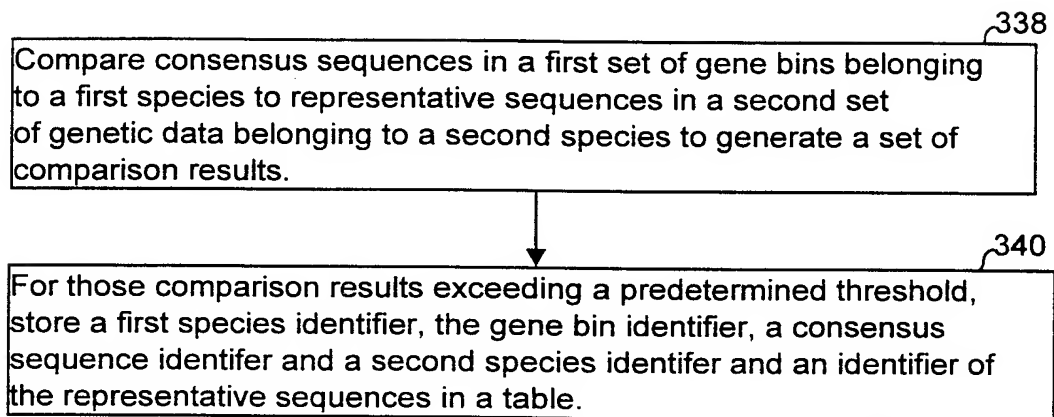 338
Compare consensus sequences in a first set of gene bins belonging
to a first species to representative sequences in a second set
of genetic data belonging to a second species to generate a set of
comparison results.
340
For those comparison results exceeding a predetermined threshold,
store a first species identifier, the gene bin identifier, a consensus
sequence identifer and a second species identifer and an identifier of
the representative sequences in a table.